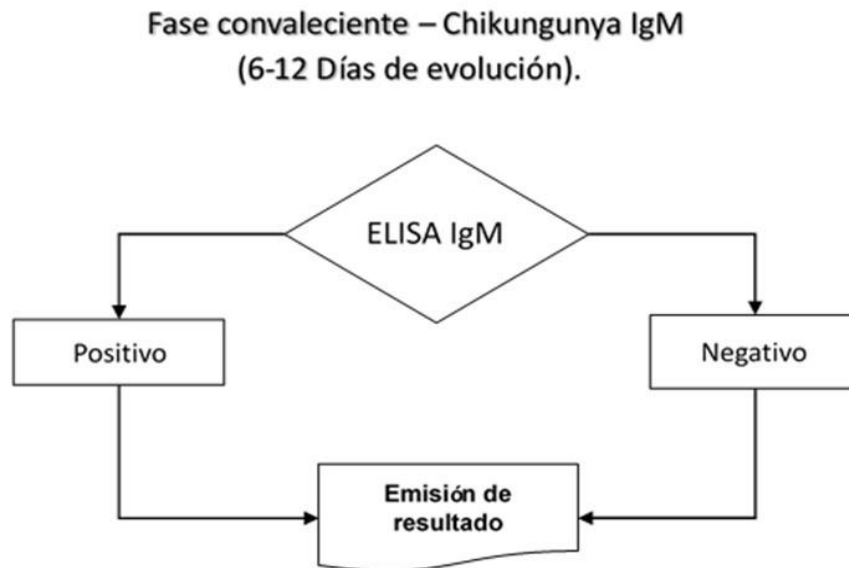 Fase convaleciente – Chikungunya IgM
(6-12 Días de evolución).
ELISA IgM
Positivo
Negativo
Emisión de
resultado